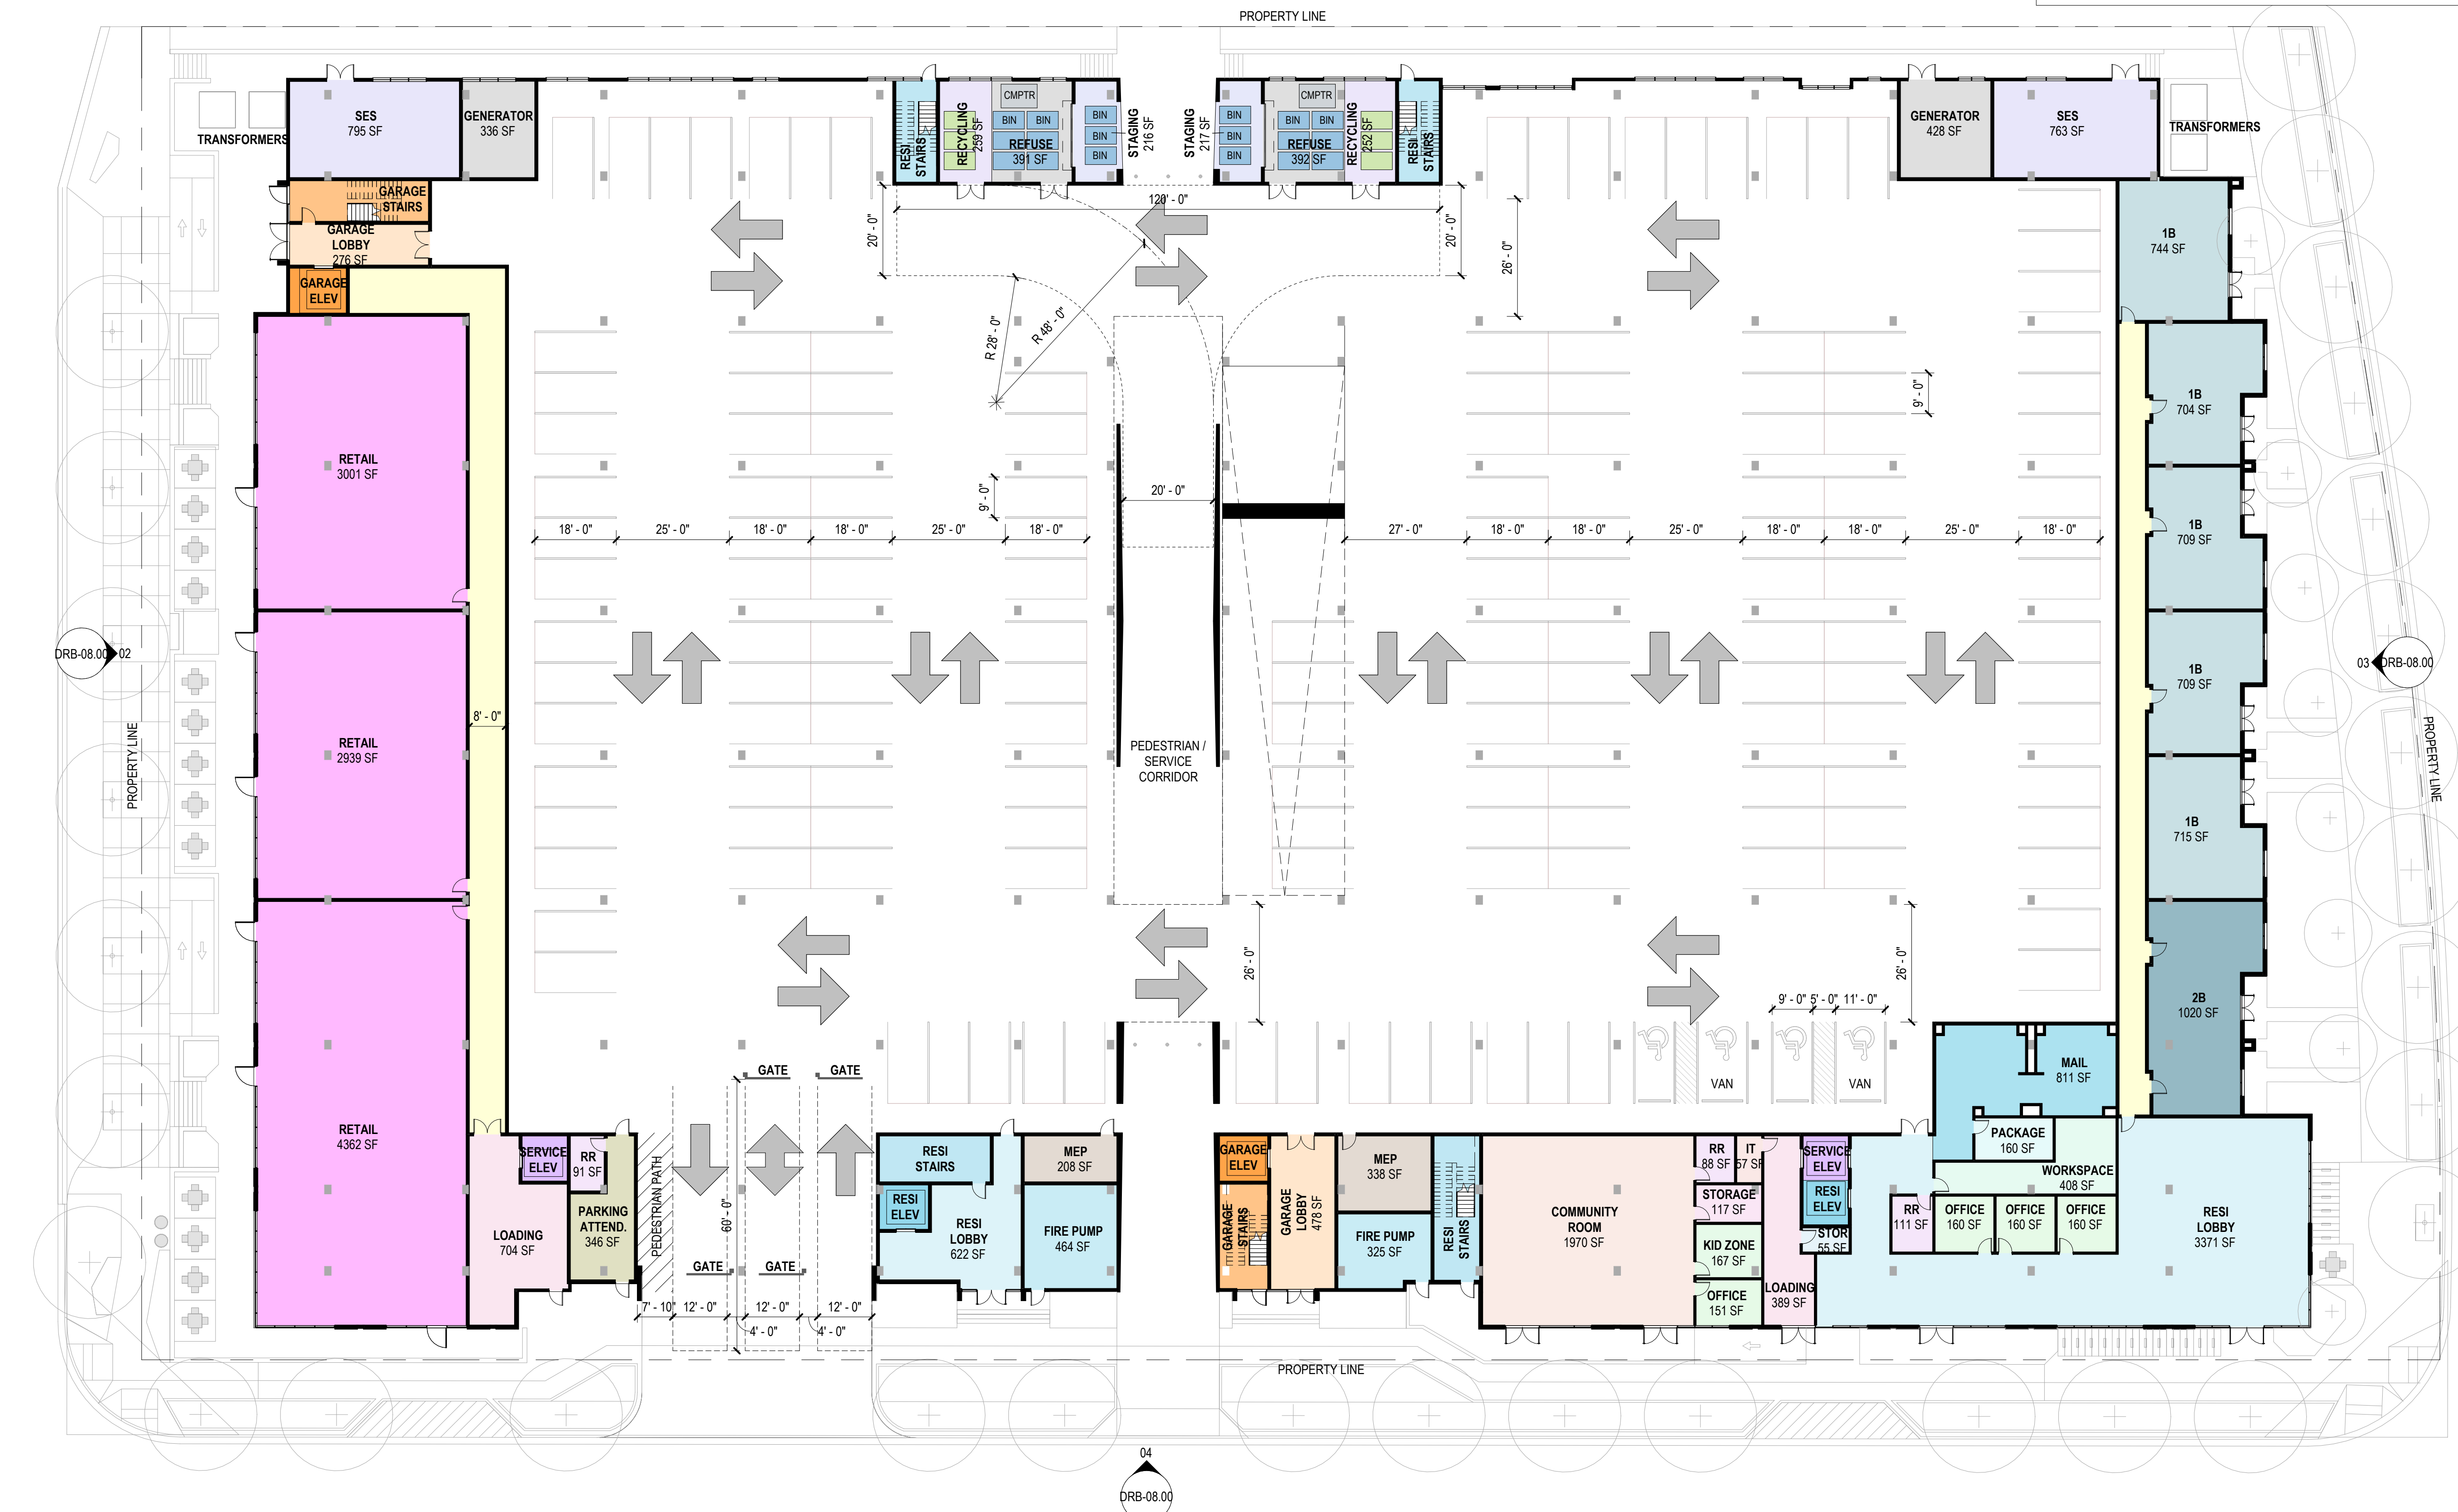 PROPERTY LINE
SES
795 SF
GENERATOR
336 SF
TRANSFORMERS
RESI
STAIRS
RECYCLING
259 SF
CMPTR
BIN
BIN
REFUSE
391 SF
BIN
BIN
BIN
STAGING
216 SF
STAGING
217 SF
BIN
BIN
BIN
CMPTR
BIN
BIN
REFUSE
392 SF
RECYCLING
252 SF
RESI
STAIRS
GENERATOR
428 SF
SES
763 SF
TRANSFORMERS
GARAGE
STAIRS
GARAGE
LOBBY
276 SF
GARAGE
ELEV
120' - 0"
20' - 0"
20' - 0"
26' - 0"
R 28' - 0"
R 48' - 0"
1B
744 SF
1B
704 SF
9' - 0"
RETAIL
3001 SF
9' - 0"
20' - 0"
18' - 0"
25' - 0"
18' - 0"
18' - 0"
25' - 0"
18' - 0"
27' - 0"
18' - 0"
18' - 0"
25' - 0"
18' - 0"
18' - 0"
25' - 0"
18' - 0"
1B
709 SF
DRB-08.00
02
1B
709 SF
03
DRB-08.00
8' - 0"
RETAIL
2939 SF
PEDESTRIAN /
SERVICE
CORRIDOR
PROPERTY LINE
PROPERTY LINE
1B
715 SF
26' - 0"
26' - 0"
9' - 0"
5' - 0"
11' - 0"
2B
1020 SF
GATE
GATE
VAN
VAN
MAIL
811 SF
RETAIL
4362 SF
SERVICE
ELEV
RR
91 SF
PARKING
ATTEND.
346 SF
LOADING
704 SF
PEDESTRIAN PATH
60' - 0"
GATE
GATE
7' - 10"
12' - 0"
12' - 0"
12' - 0"
4' - 0"
4' - 0"
RESI
STAIRS
RESI
ELEV
RESI
LOBBY
622 SF
MEP
208 SF
FIRE PUMP
464 SF
GARAGE
ELEV
GARAGE
STAIRS
GARAGE
LOBBY
478 SF
MEP
338 SF
FIRE PUMP
325 SF
RESI
STAIRS
COMMUNITY
ROOM
1970 SF
RR
88 SF
IT
57 SF
STORAGE
117 SF
KID ZONE
167 SF
OFFICE
151 SF
LOADING
389 SF
SERVICE
ELEV
RESI
ELEV
STOR
55 SF
PACKAGE
160 SF
WORKSPACE
408 SF
RR
111 SF
OFFICE
160 SF
OFFICE
160 SF
OFFICE
160 SF
RESI
LOBBY
3371 SF
PROPERTY LINE
04
DRB-08.00